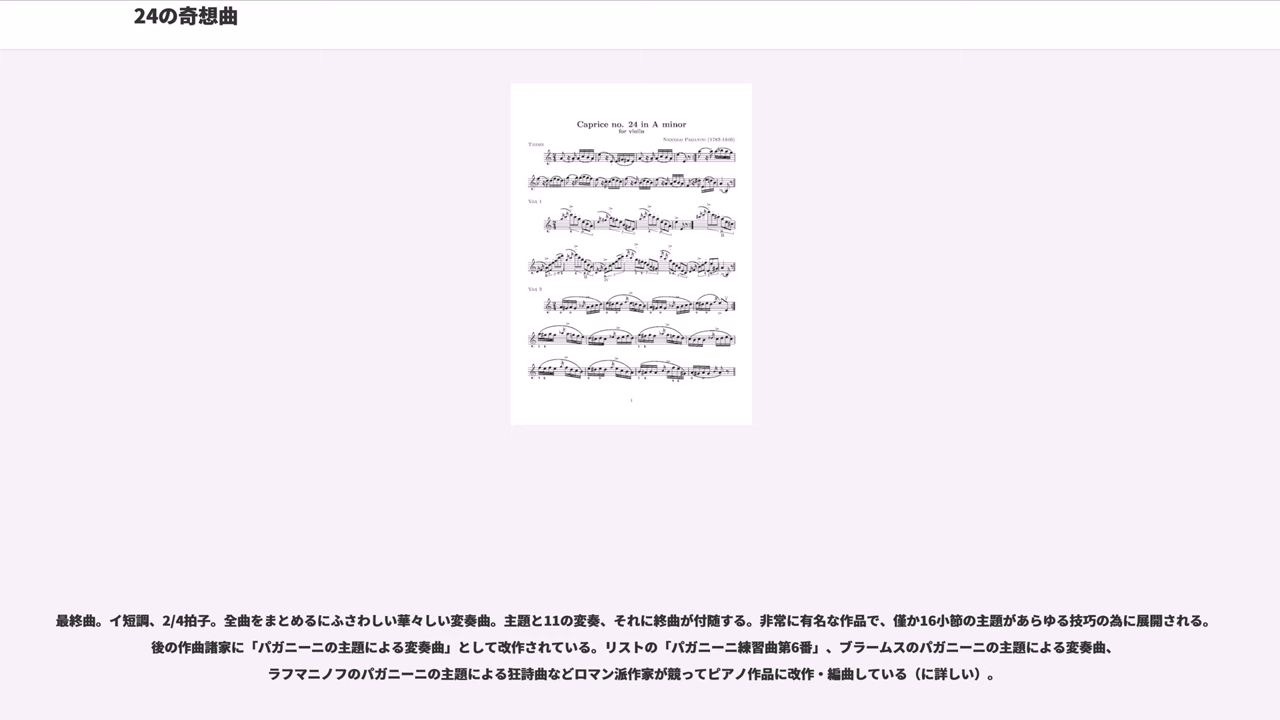 24の奇想曲
Caprice no. 24 in A minor
for violin
Niccolò Paganini (1782-1840)
Theme
Var 1
Var 2
1
最終曲。イ短調、2/4拍子。全曲をまとめるにふさわしい華々しい変奏曲。主題と11の変奏、それに終曲が付随する。非常に有名な作品で、僅か16小節の主題があらゆる技巧の為に展開される。
後の作曲諸家に「パガニーニの主題による変奏曲」として改作されている。リストの「パガニーニ練習曲第6番」、ブラームスのパガニーニの主題による変奏曲、
ラフマニノフのパガニーニの主題による狂詩曲などロマン派作家が競ってピアノ作品に改作・編曲している（に詳しい）。